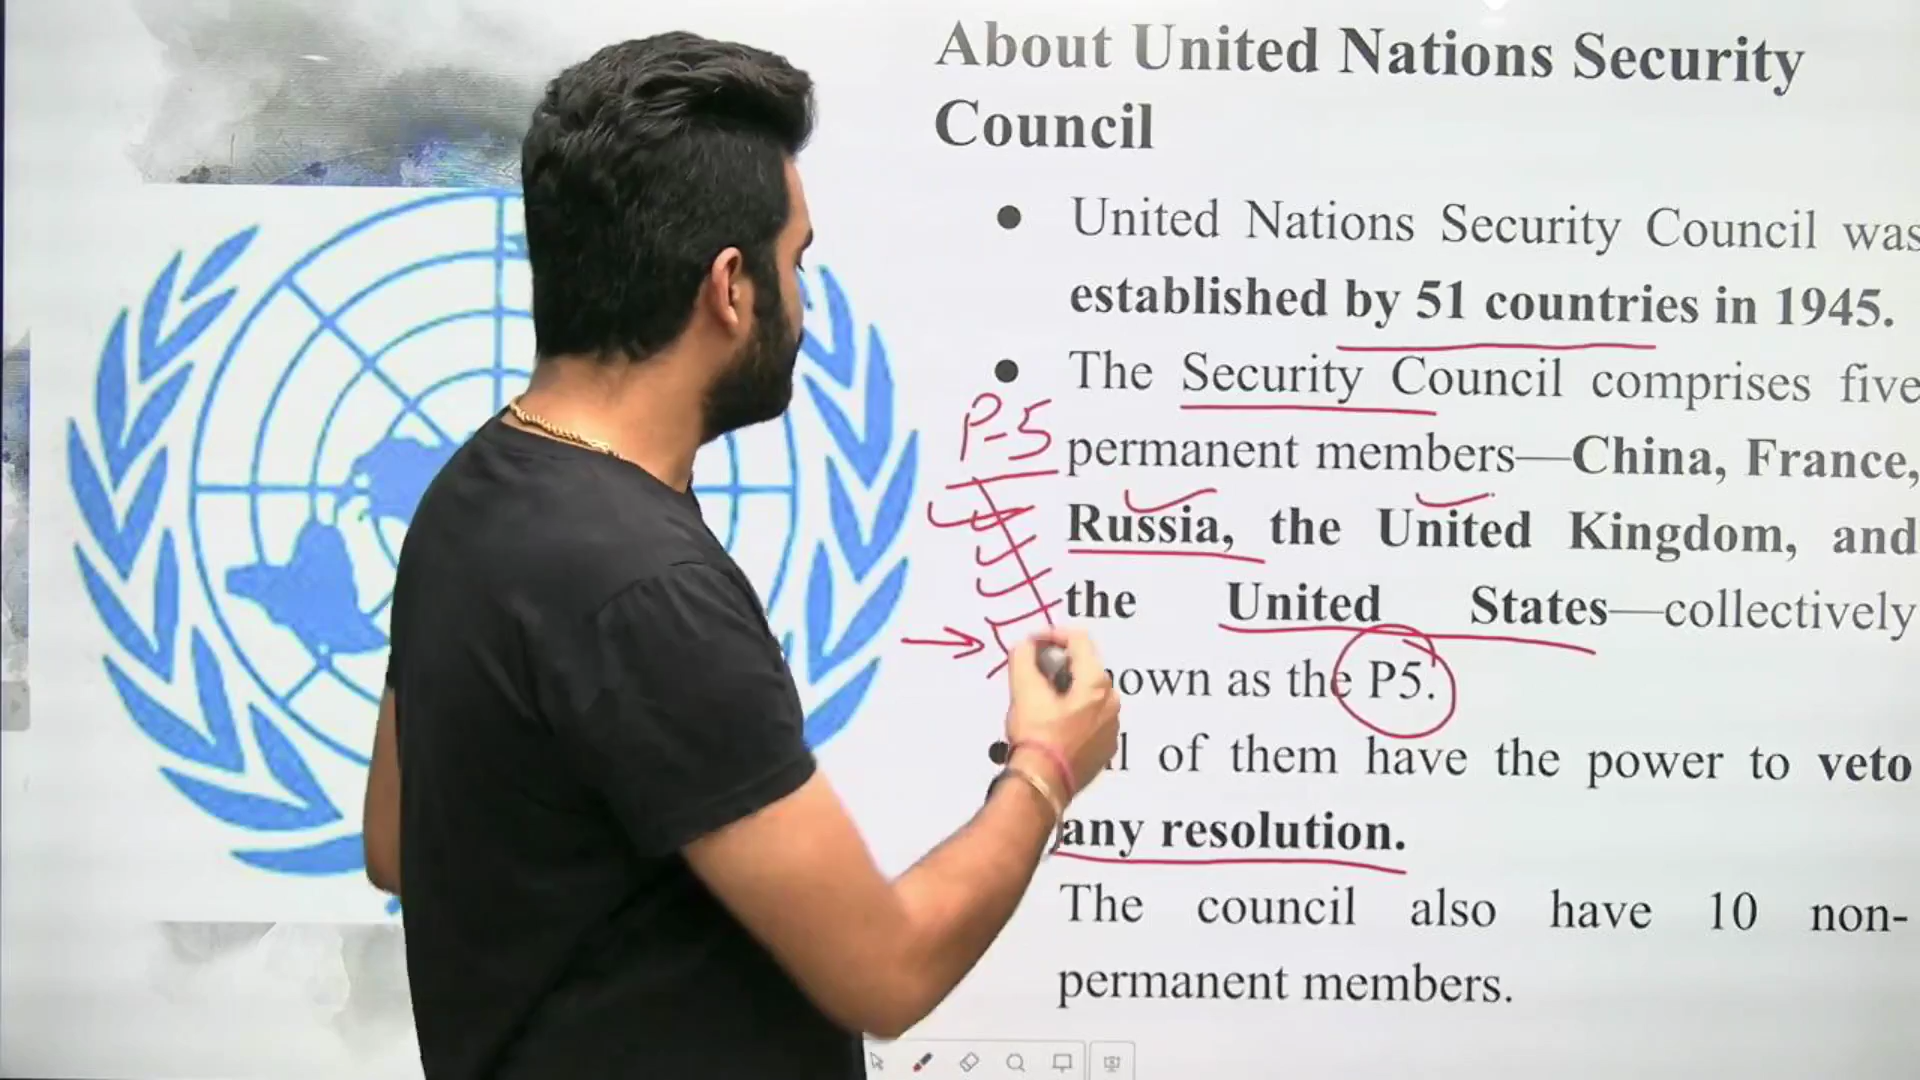 About United Nations Security
Council
● United Nations Security Council was
established by 51 countries in 1945.
● The Security Council comprises five
P-5
permanent members—China, France,
Russia, the United Kingdom, and
the United States—collectively
known as the P5.
● All of them have the power to veto
any resolution.
The council also have 10 non-
permanent members.